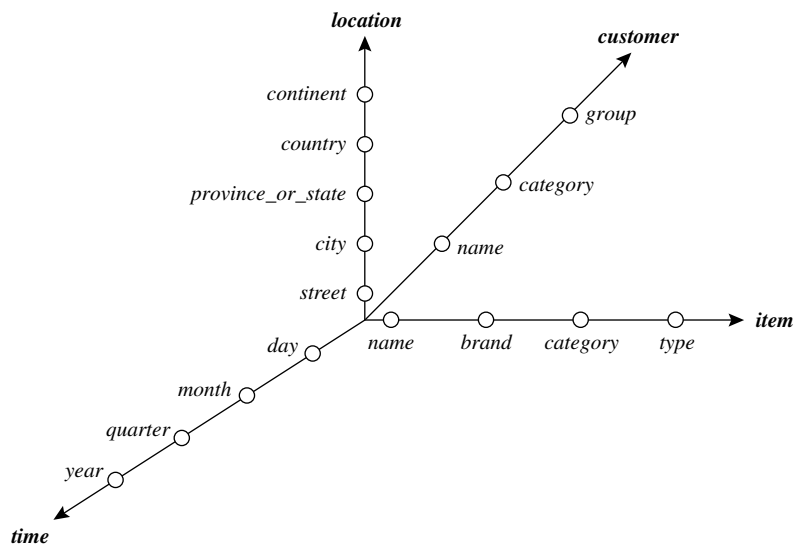 location
customer
continent
group
country
category
province_or_state
city
name
street
item
day
name
brand
category
type
month
quarter
year
time